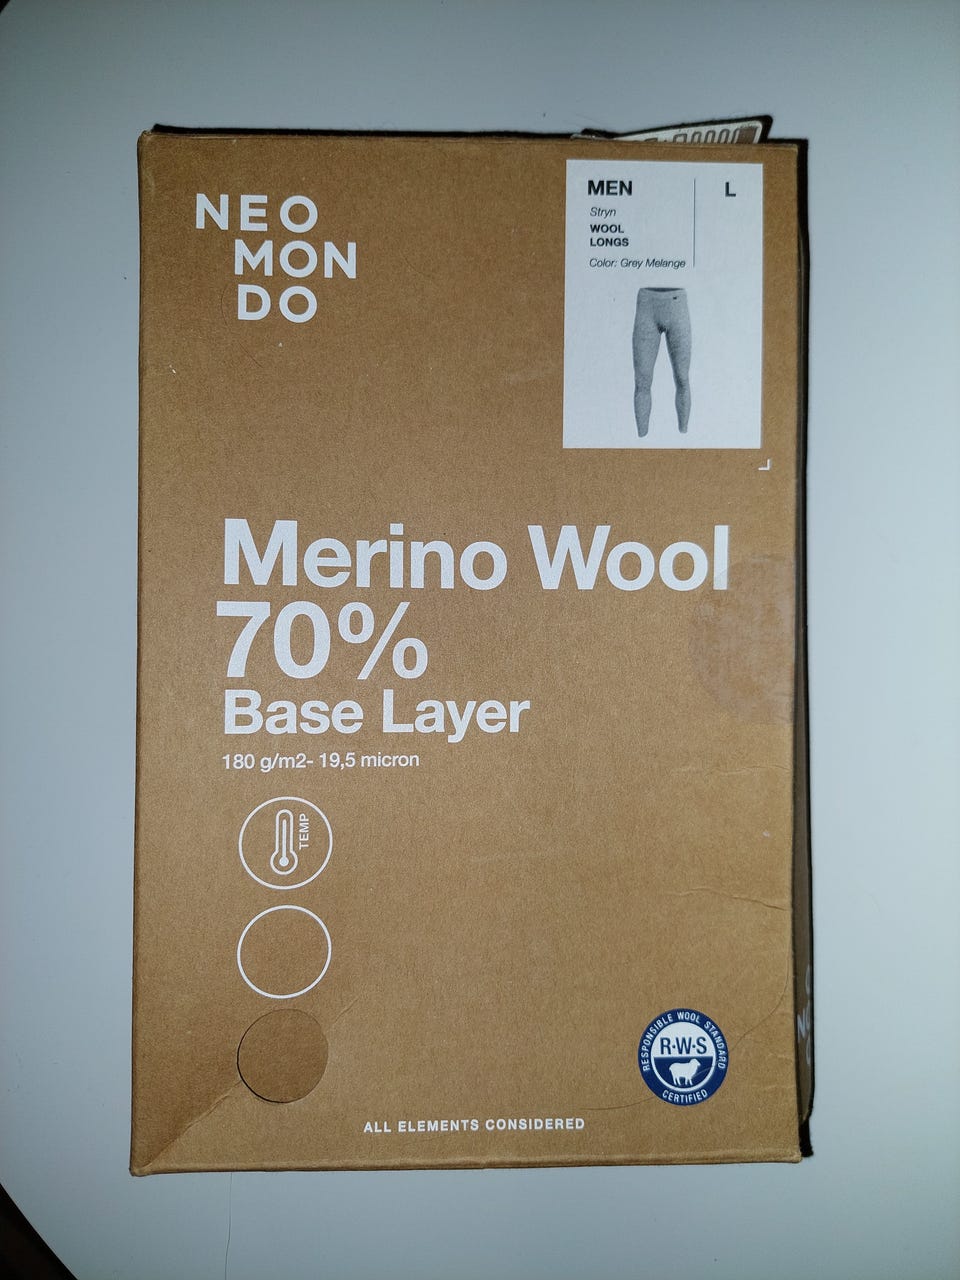 NEO
MON
DO
MEN
L
Stryn
WOOL
LONGS
Color: Grey Melange
L
Merino Wool
70%
Base Layer
180 g/m2- 19,5 micron
TEMP
RESPONSIBLE WOOL STANDARD
R·W·S
CERTIFIED
ALL ELEMENTS CONSIDERED